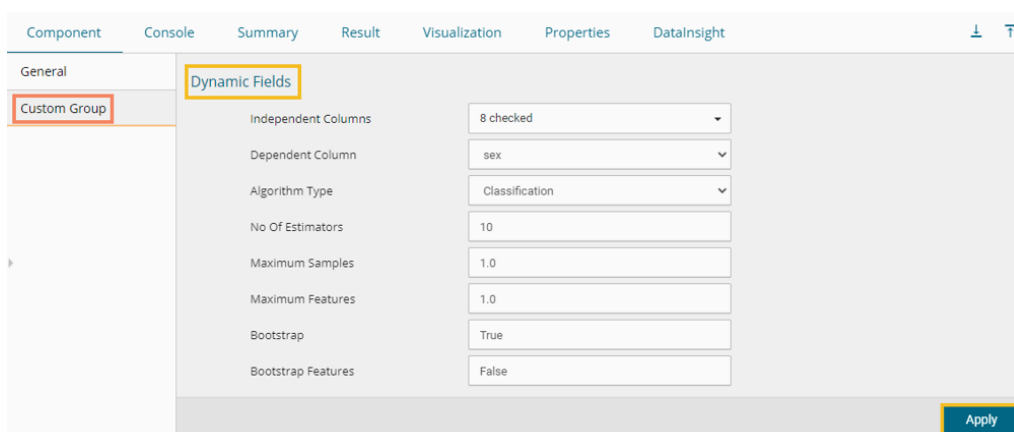 Component Console Summary Result Visualization Properties DataInsight
General
Custom Group
Dynamic Fields
Independent Columns 8 checked
Dependent Column sex
Algorithm Type Classification
No Of Estimators 10
Maximum Samples 1.0
Maximum Features 1.0
Bootstrap True
Bootstrap Features False
Apply